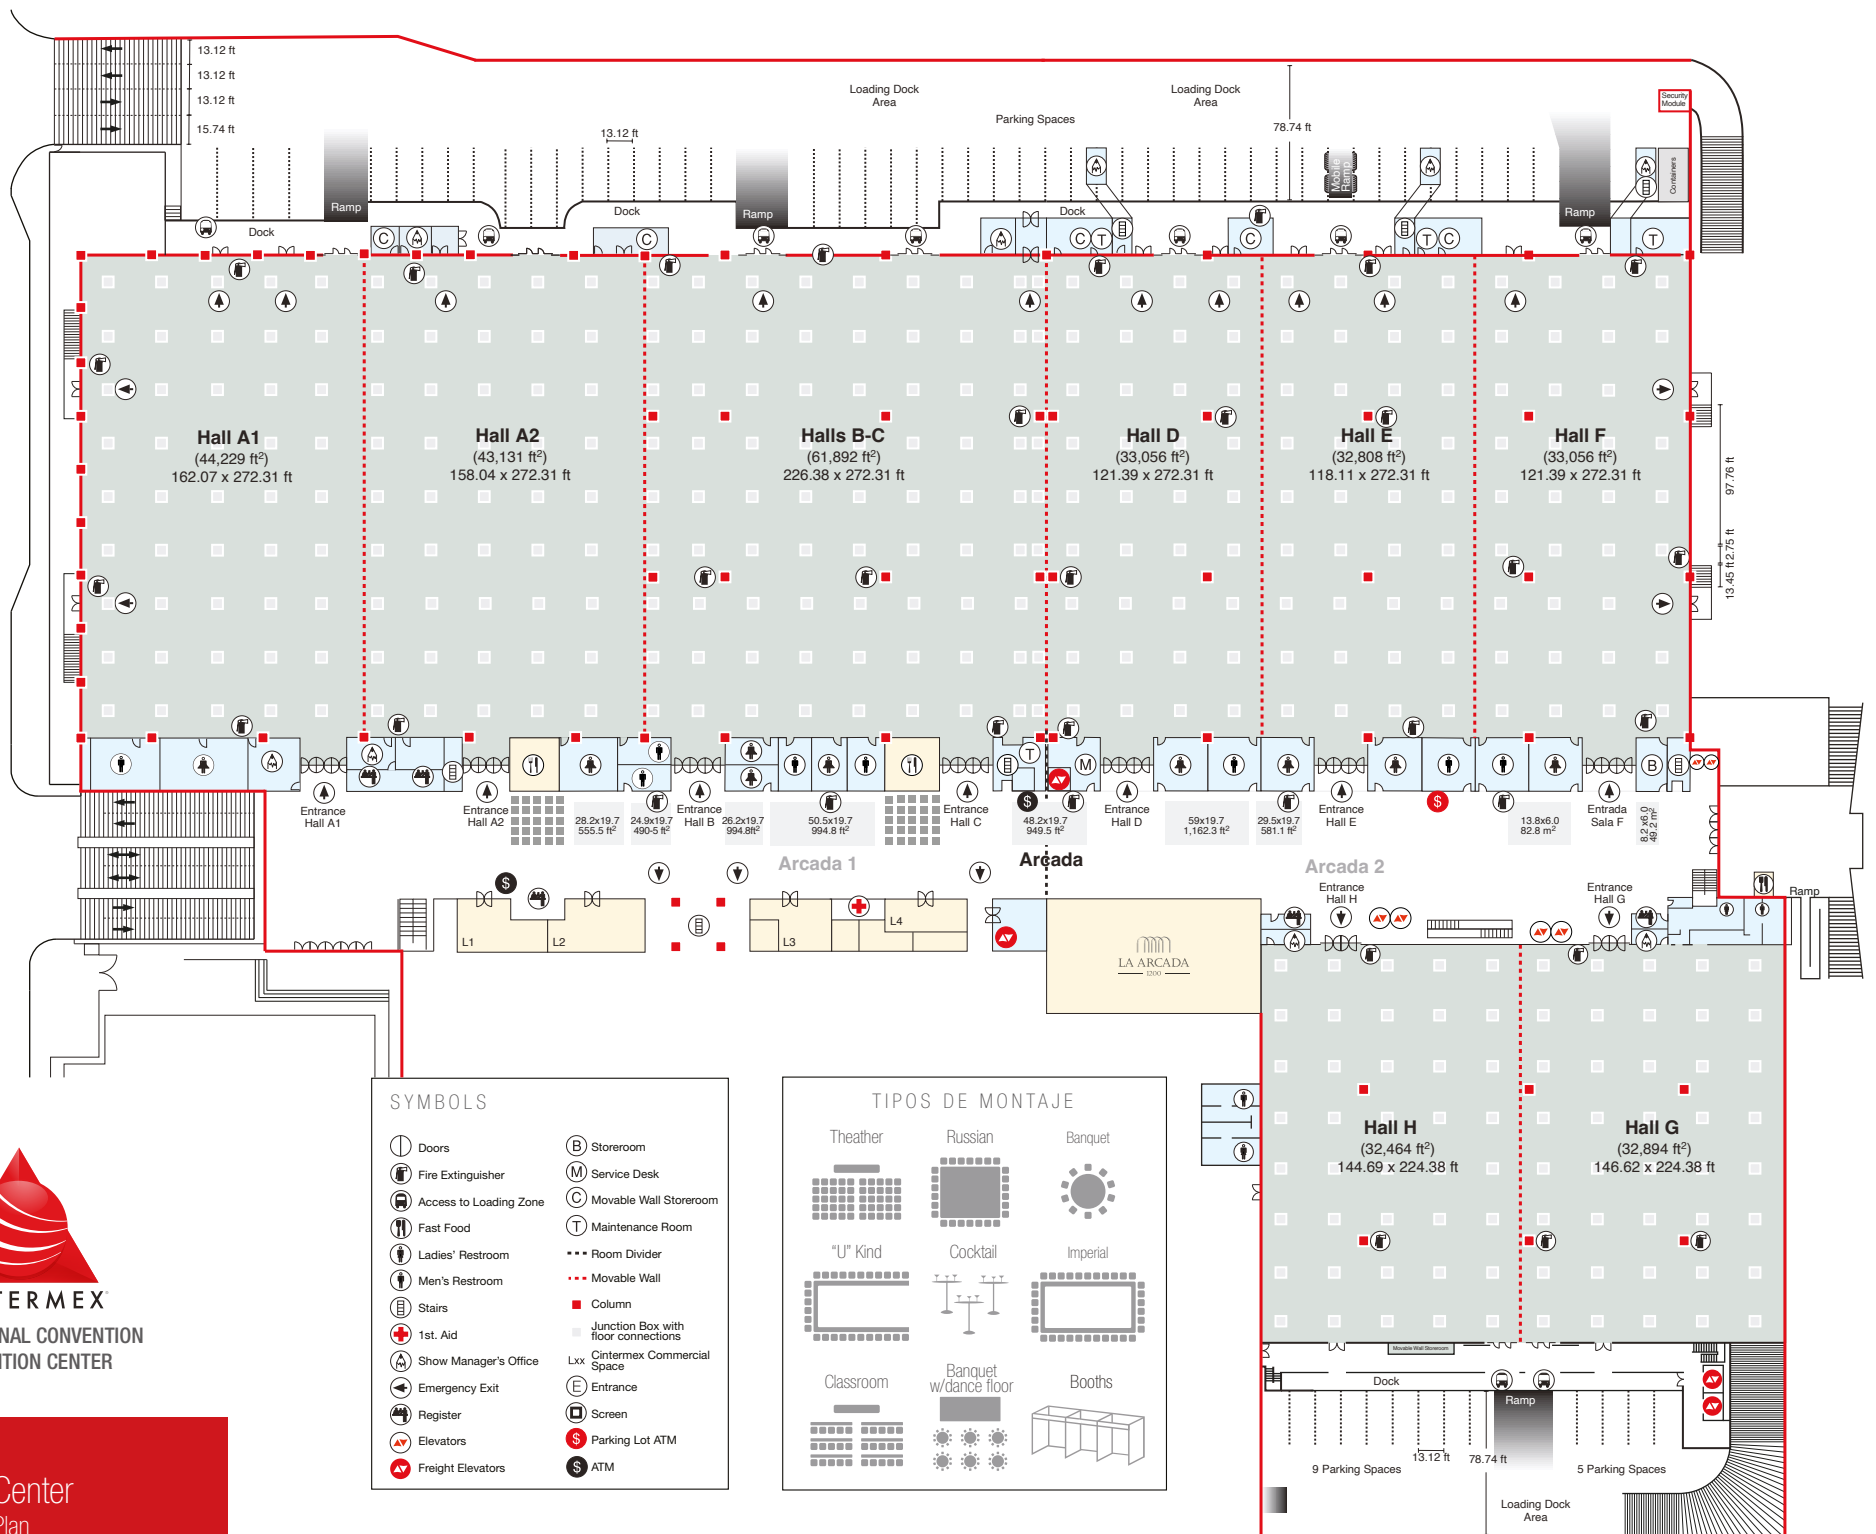 13.12 ft
13.12 ft
13.12 ft
15.74 ft
Loading Dock
Area
Loading Dock
Area
Parking Spaces
13.12 ft
78.74 ft
Security
Module
Containers
Mobile
Ramp
Ramp
Ramp
Ramp
Dock
Dock
Dock
C
C
C
T
C
T
C
T
Hall A1
(44,229 ft²)
162.07 x 272.31 ft
Hall A2
(43,131 ft²)
158.04 x 272.31 ft
Halls B-C
(61,892 ft²)
226.38 x 272.31 ft
Hall D
(33,056 ft²)
121.39 x 272.31 ft
Hall E
(32,808 ft²)
118.11 x 272.31 ft
Hall F
(33,056 ft²)
121.39 x 272.31 ft
97.76 ft
2.75 ft
13.45 ft
T
M
B
Entrance
Hall A1
Entrance
Hall A2
28.2x19.7
555.5 ft²
24.9x19.7
490-5 ft²
Entrance
Hall B
26.2x19.7
994.8ft²
50.5x19.7
994.8 ft²
Entrance
Hall C
$
48.2x19.7
949.5 ft²
Entrance
Hall D
59x19.7
1,162.3 ft²
29.5x19.7
581.1 ft²
Entrance
Hall E
$
13.8x6.0
82.8 m²
Entrada
Sala F
8.2 x6.0
49.2 m²
Arcada 1
Arcada
Arcada 2
$
L1
L2
L3
L4
LA ARCADA
1200
Entrance
Hall H
Entrance
Hall G
Ramp
Hall H
(32,464 ft²)
144.69 x 224.38 ft
Hall G
(32,894 ft²)
146.62 x 224.38 ft
Movable Wall Storeroom
Dock
Ramp
13.12 ft
78.74 ft
9 Parking Spaces
5 Parking Spaces
Loading Dock
Area
SYMBOLS
Doors
Fire Extinguisher
Access to Loading Zone
Fast Food
Ladies' Restroom
Men's Restroom
Stairs
1st. Aid
Show Manager's Office
Emergency Exit
Register
Elevators
Freight Elevators
B Storeroom
M Service Desk
C Movable Wall Storeroom
T Maintenance Room
Room Divider
Movable Wall
Column
Junction Box with
floor connections
Lxx Cintermex Commercial
Space
E Entrance
Screen
$ Parking Lot ATM
$ ATM
TIPOS DE MONTAJE
Theather
Russian
Banquet
"U" Kind
Cocktail
Imperial
Classroom
Banquet
w/dance floor
Booths
TERMEX
NAL CONVENTION
ITION CENTER
Center
Plan